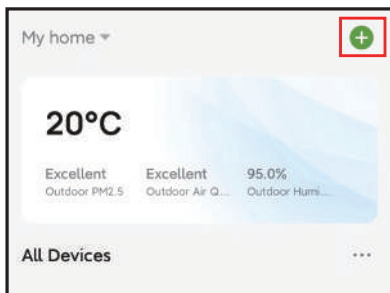 My home
20°C
Excellent Excellent 95.0%
Outdoor PM2.5 Outdoor Air Q... Outdoor Humi...
All Devices